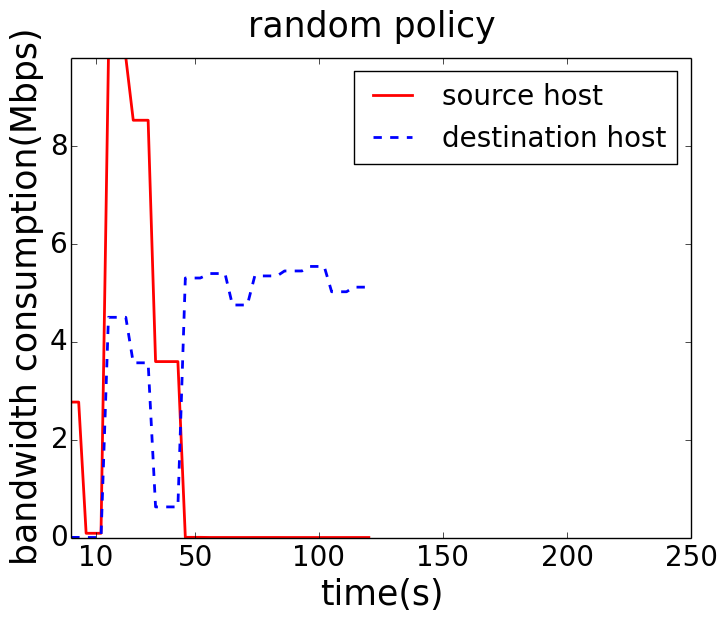 random policy
bandwidth consumption(Mbps)
8
6
4
2
0
source host
destination host
10 50 100 150 200 250
time(s)